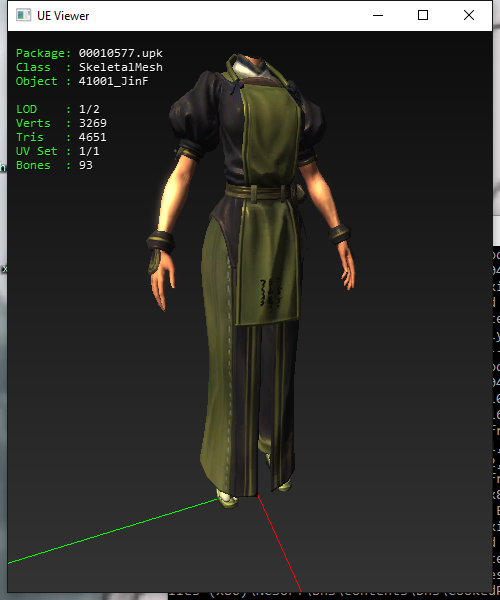 UE Viewer
Package: 00010577.upk
Class : SkeletalMesh
Object : 41001_JinF
LOD : 1/2
Verts : 3269
Tris : 4651
UV Set : 1/1
Bones : 93